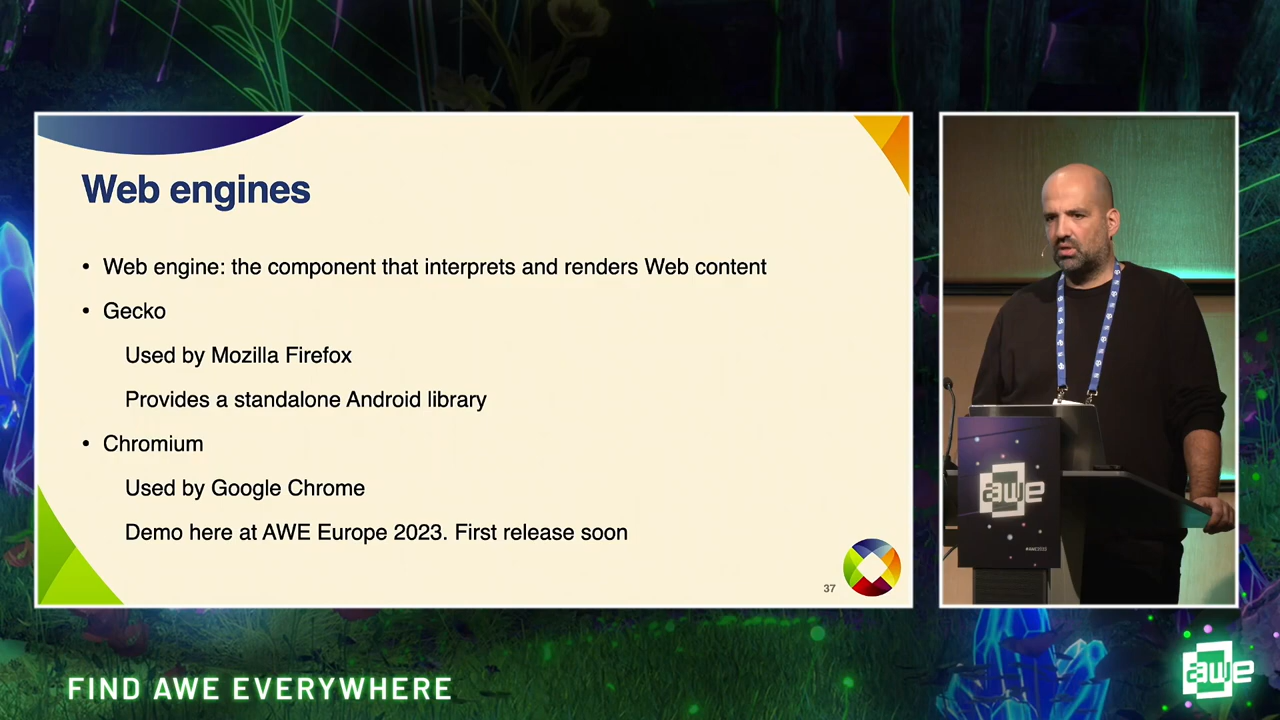 Web engines
• Web engine: the component that interprets and renders Web content
• Gecko
Used by Mozilla Firefox
Provides a standalone Android library
• Chromium
Used by Google Chrome
Demo here at AWE Europe 2023. First release soon
37
awe
FIND AWE EVERYWHERE
awe